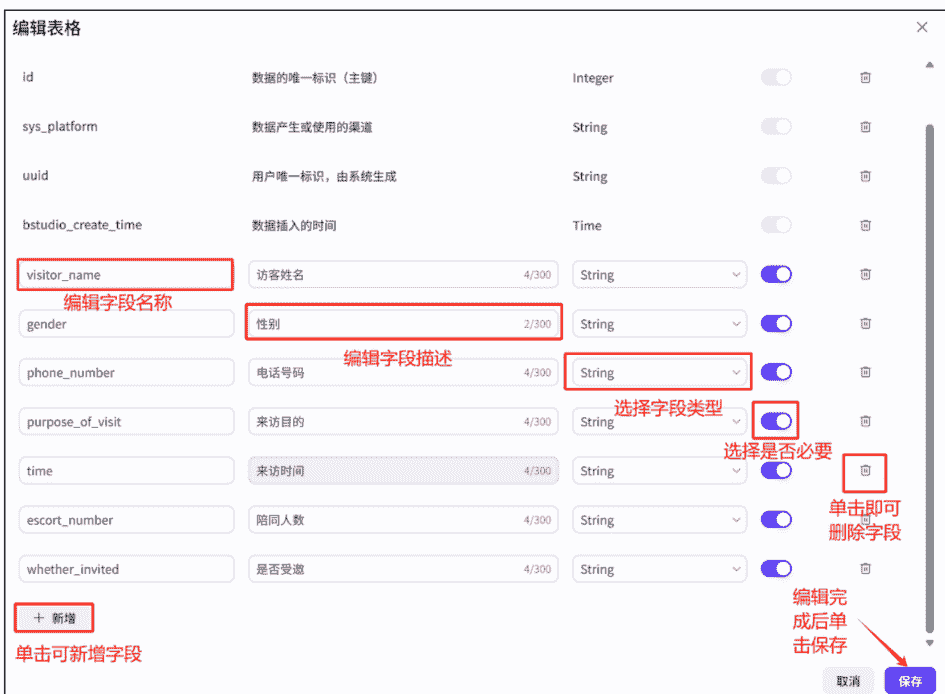 编辑表格
id 数据的唯一标识（主键） Integer
sys_platform 数据产生或使用的渠道 String
uuid 用户唯一标识，由系统生成 String
bstudio_create_time 数据插入的时间 Time
visitor_name 访客姓名 4/300 String
编辑字段名称
gender 性别 2/300 String
编辑字段描述
phone_number 电话号码 4/300 String
选择字段类型
purpose_of_visit 来访目的 4/300 String
选择是否必要
time 来访时间 4/300 String
单击即可
删除字段
escort_number 陪同人数 4/300 String
whether_invited 是否受邀 4/300 String
+ 新增
单击可新增字段
编辑完
成后单
击保存
取消 保存